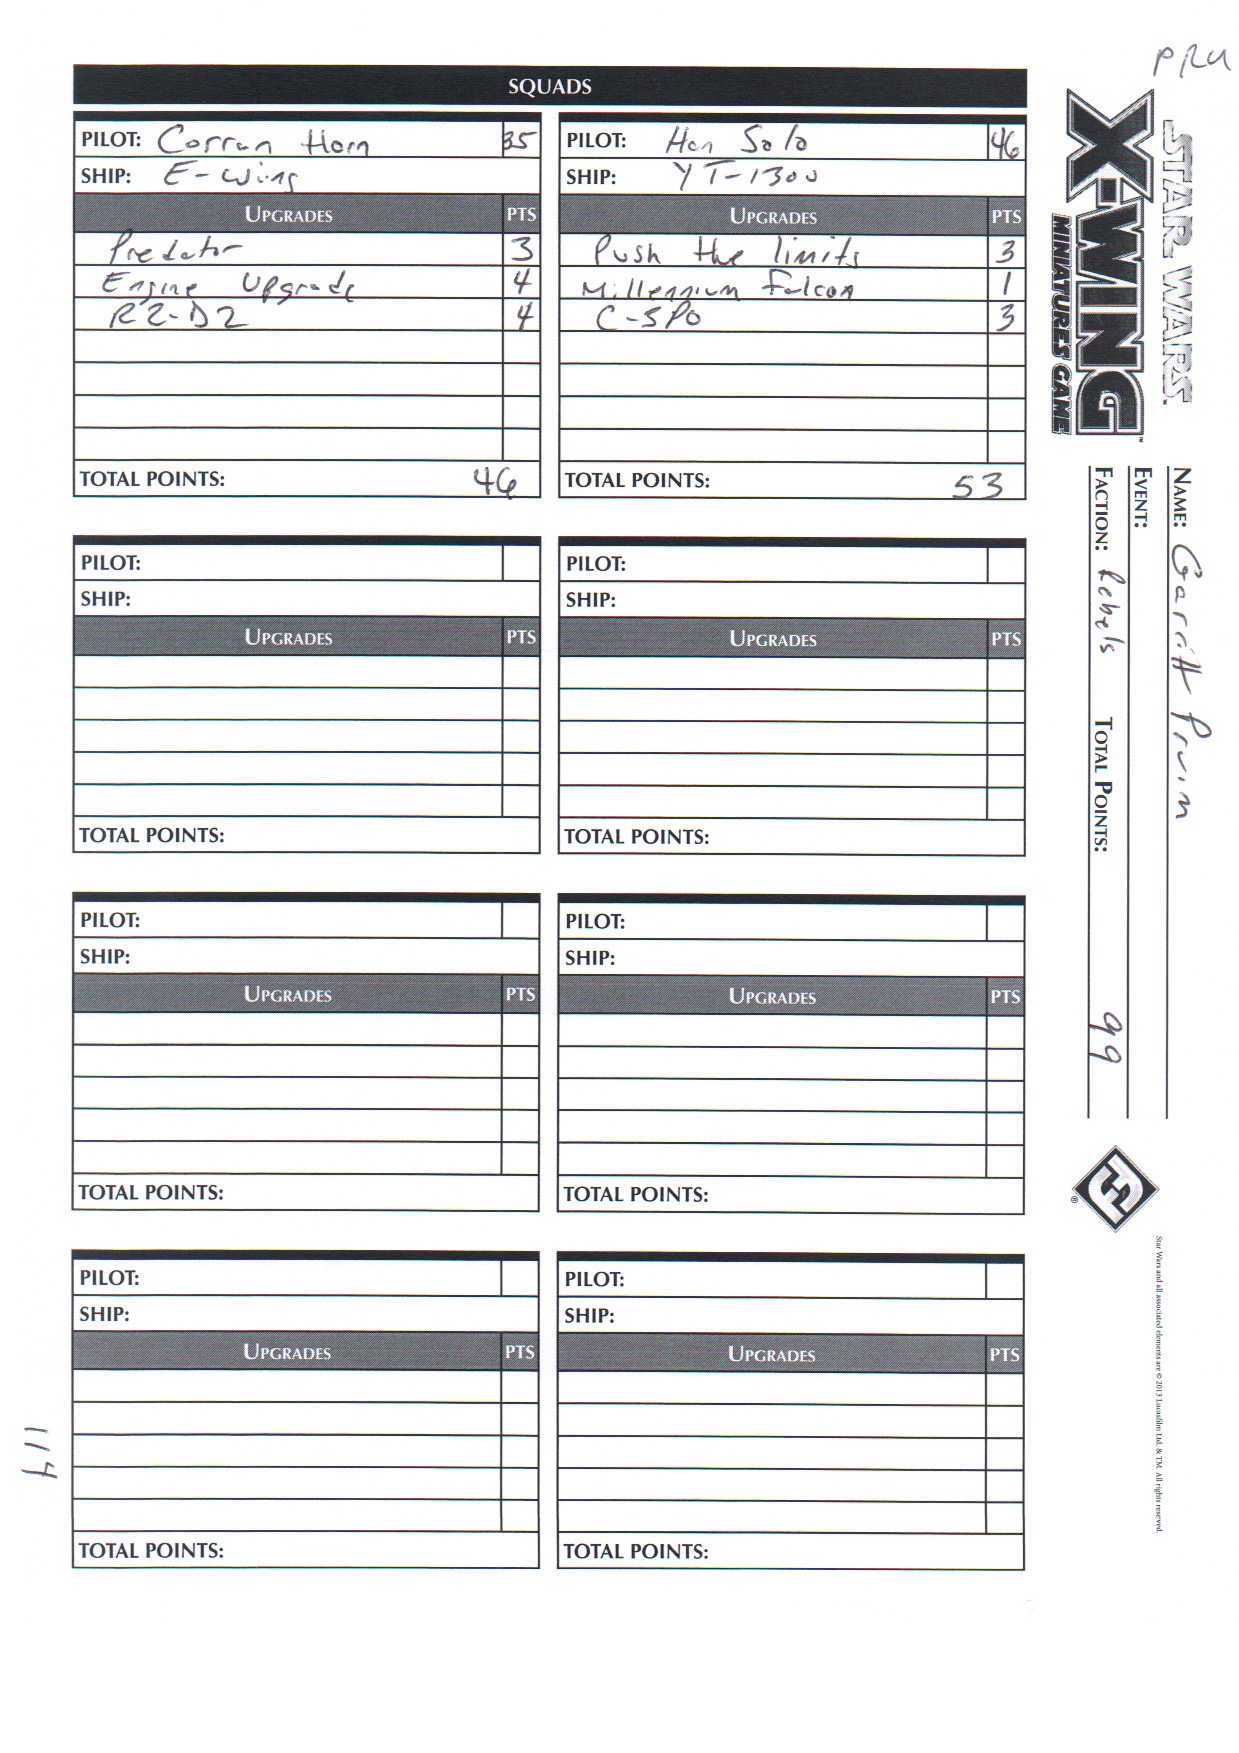 PRU
SQUADS
PILOT: Corran Horn 35
SHIP: E-Wing
UPGRADES PTS
Predator 3
Engine Upgrade 4
R2-D2 4
TOTAL POINTS: 46
PILOT: Han Solo 46
SHIP: YT-1300
UPGRADES PTS
Push the limits 3
Millennium Falcon 1
C-3PO 3
TOTAL POINTS: 53
PILOT:
SHIP:
UPGRADES PTS
TOTAL POINTS:
PILOT:
SHIP:
UPGRADES PTS
TOTAL POINTS:
PILOT:
SHIP:
UPGRADES PTS
TOTAL POINTS:
PILOT:
SHIP:
UPGRADES PTS
TOTAL POINTS:
PILOT:
SHIP:
UPGRADES PTS
TOTAL POINTS:
PILOT:
SHIP:
UPGRADES PTS
TOTAL POINTS:
STAR WARS.
X-WING™
MINIATURES GAME
NAME: Garritt Pruim
EVENT:
FACTION: Rebels TOTAL POINTS: 99
®
Star Wars and all associated elements are © 2013 Lucasfilm Ltd. & TM. All rights reseved.
114